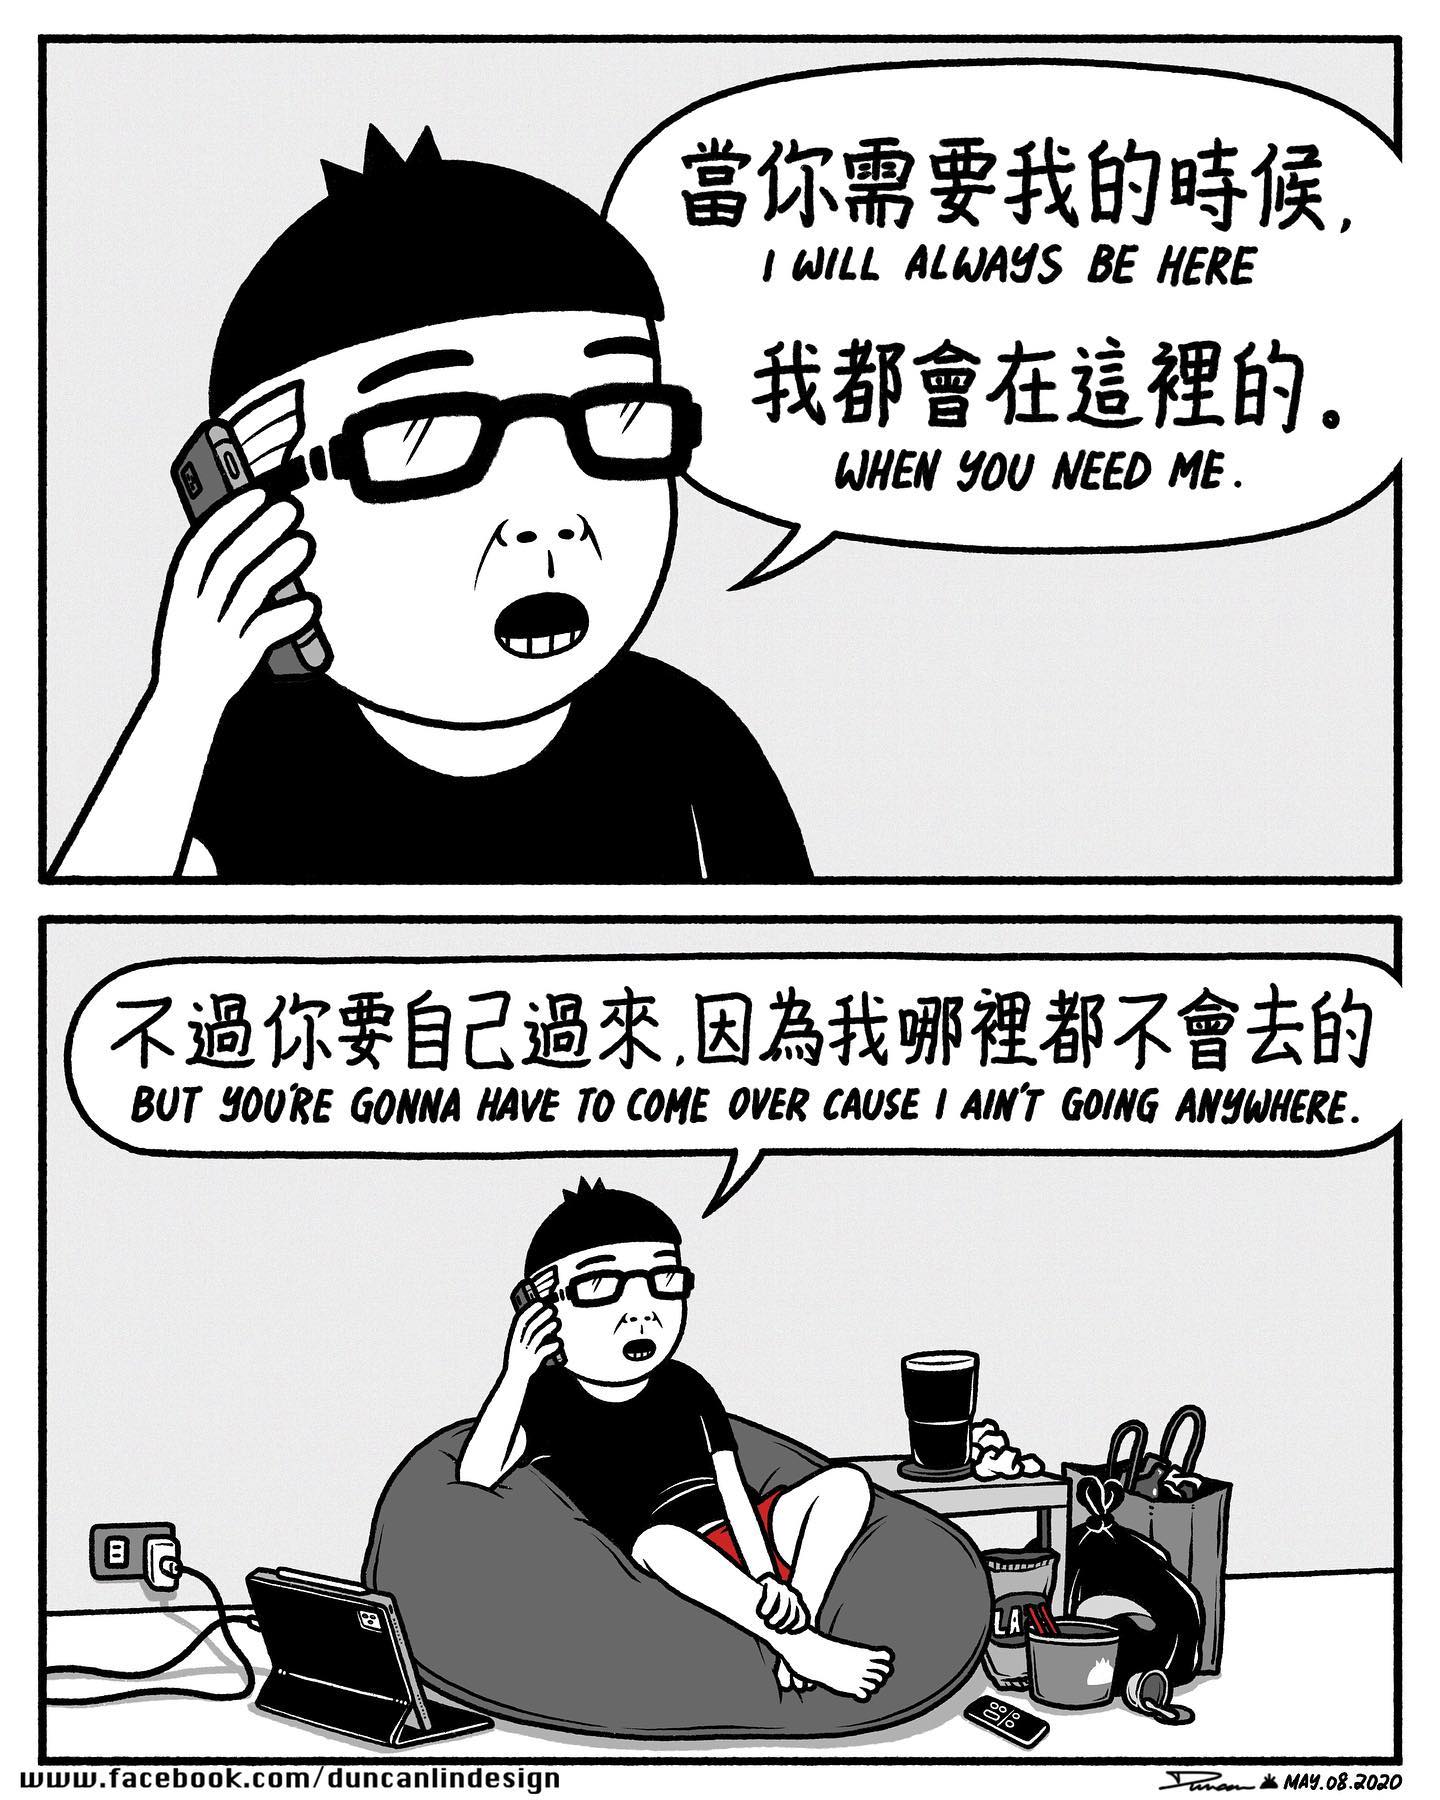 當你需要我的時候,
I WILL ALWAYS BE HERE
我都會在這裡的。
WHEN YOU NEED ME.
不過你要自己過來,因為我哪裡都不會去的
BUT YOU'RE GONNA HAVE TO COME OVER CAUSE I AIN'T GOING ANYWHERE.
LA
www.facebook.com/duncanlindesign
Duncan MAY.08.2020